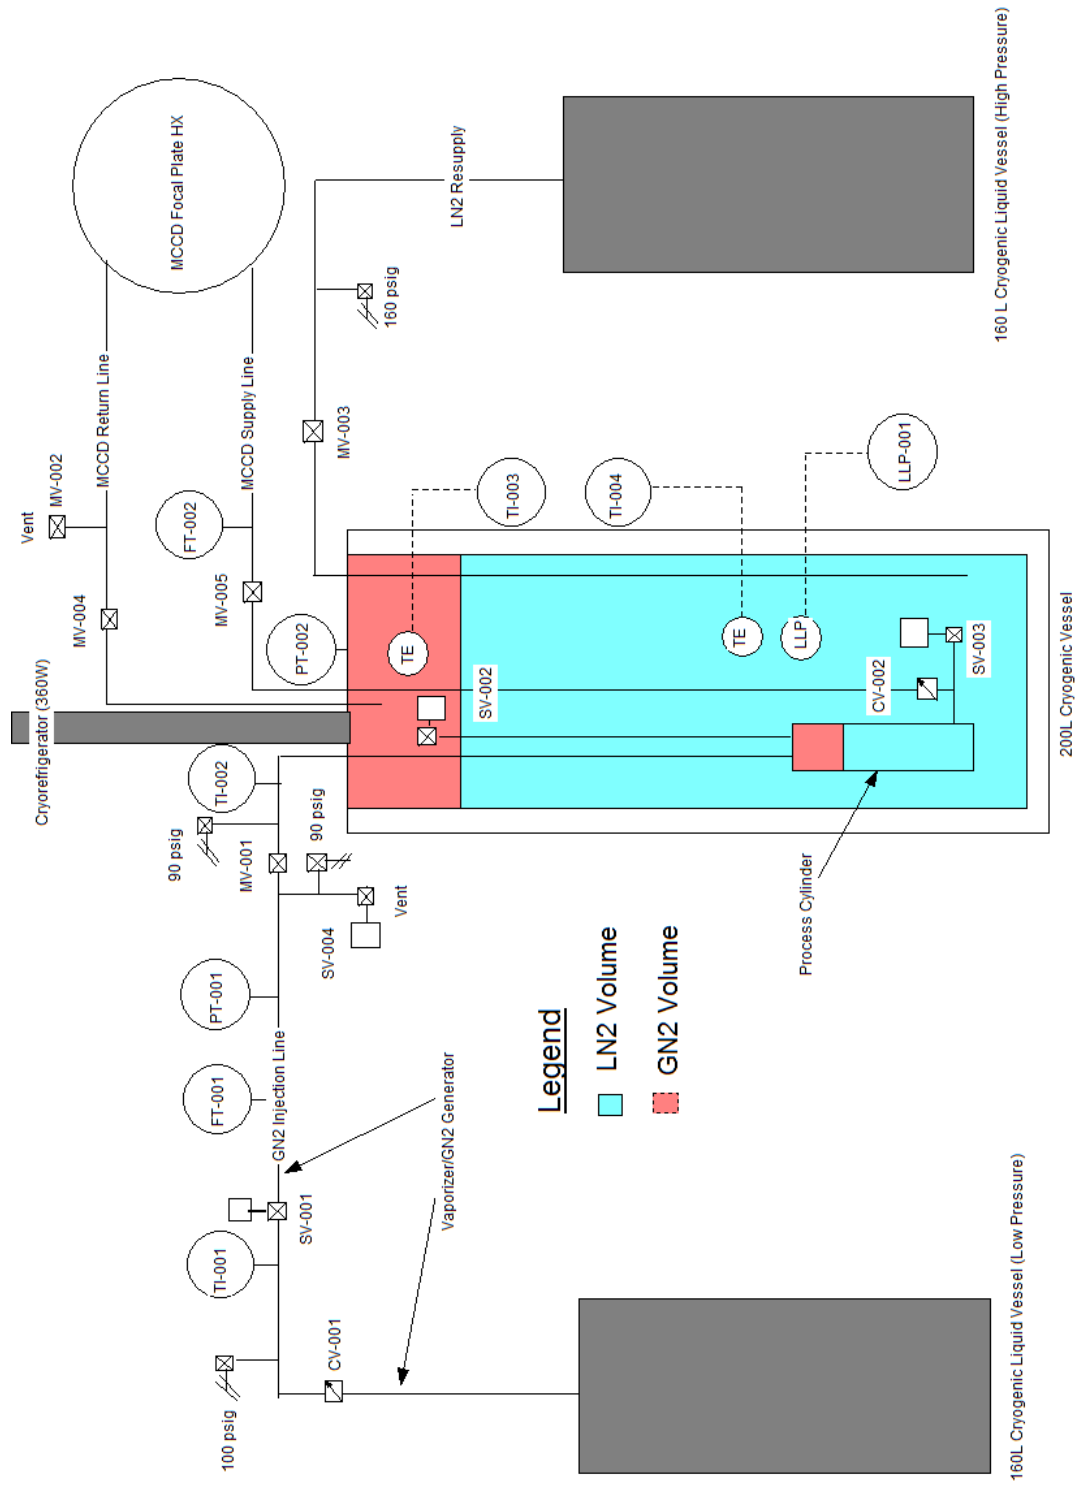 160L Cryogenic Liquid Vessel (Low Pressure)
100 psig
CV-001
TI-001
SV-001
Vaporizer/GN2 Generator
FT-001
GN2 Injection Line
PT-001
SV-004
Vent
90 psig
MV-001
90 psig
TI-002
Cryorefrigerator (360W)
Legend
LN2 Volume
GN2 Volume
Process Cylinder
SV-002
TE
PT-002
TI-003
TI-004
TE
LLP
LLP-001
CV-002
SV-003
200L Cryogenic Vessel
MV-004
MV-005
Vent
MV-002
FT-002
MCCD Return Line
MCCD Supply Line
MCCD Focal Plate HX
MV-003
160 psig
LN2 Resupply
160 L Cryogenic Liquid Vessel (High Pressure)